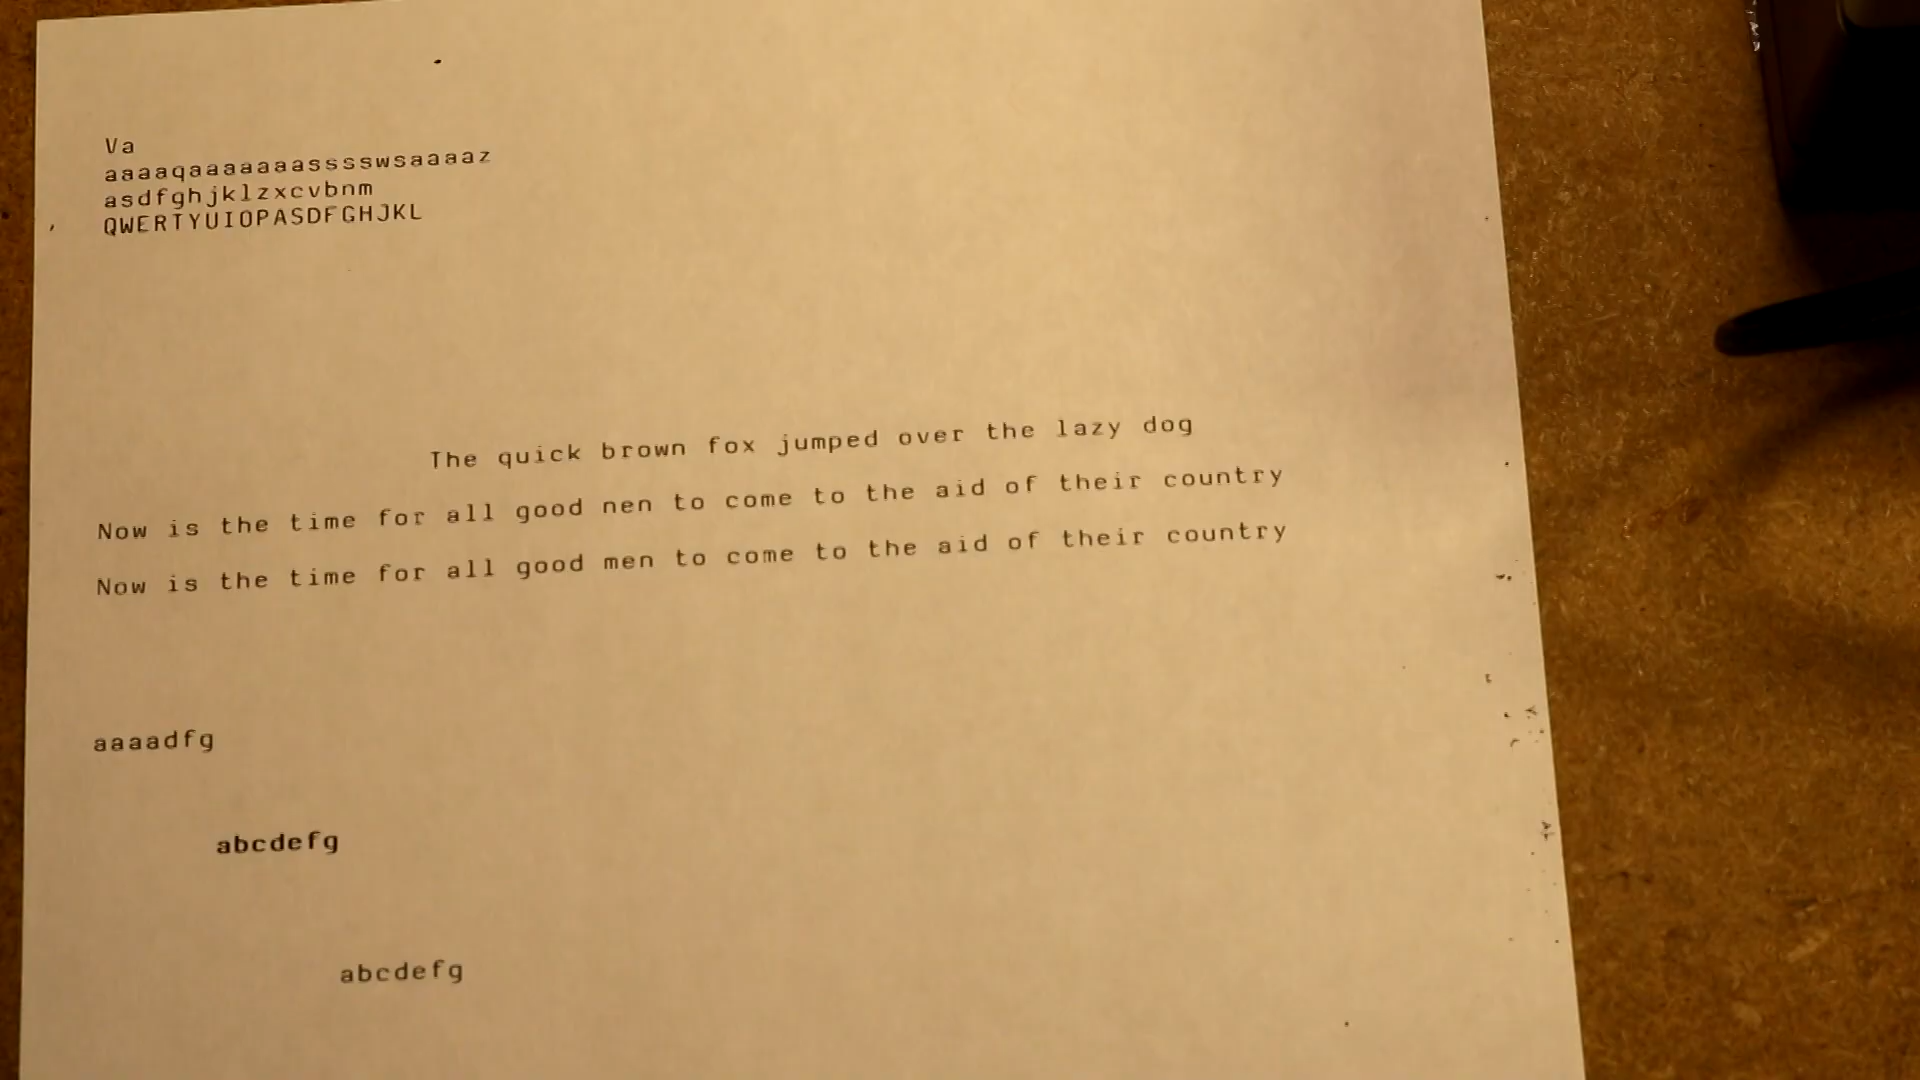 Va
aaaaqaaaaaaasssswsaaaaz
asdfghjklzxcvbnm
QWERTYUIOPASDFGHJKL
The quick brown fox jumped over the lazy dog
Now is the time for all good nen to come to the aid of their country
Now is the time for all good men to come to the aid of their country
aaaadfg
abcdefg
abcdefg